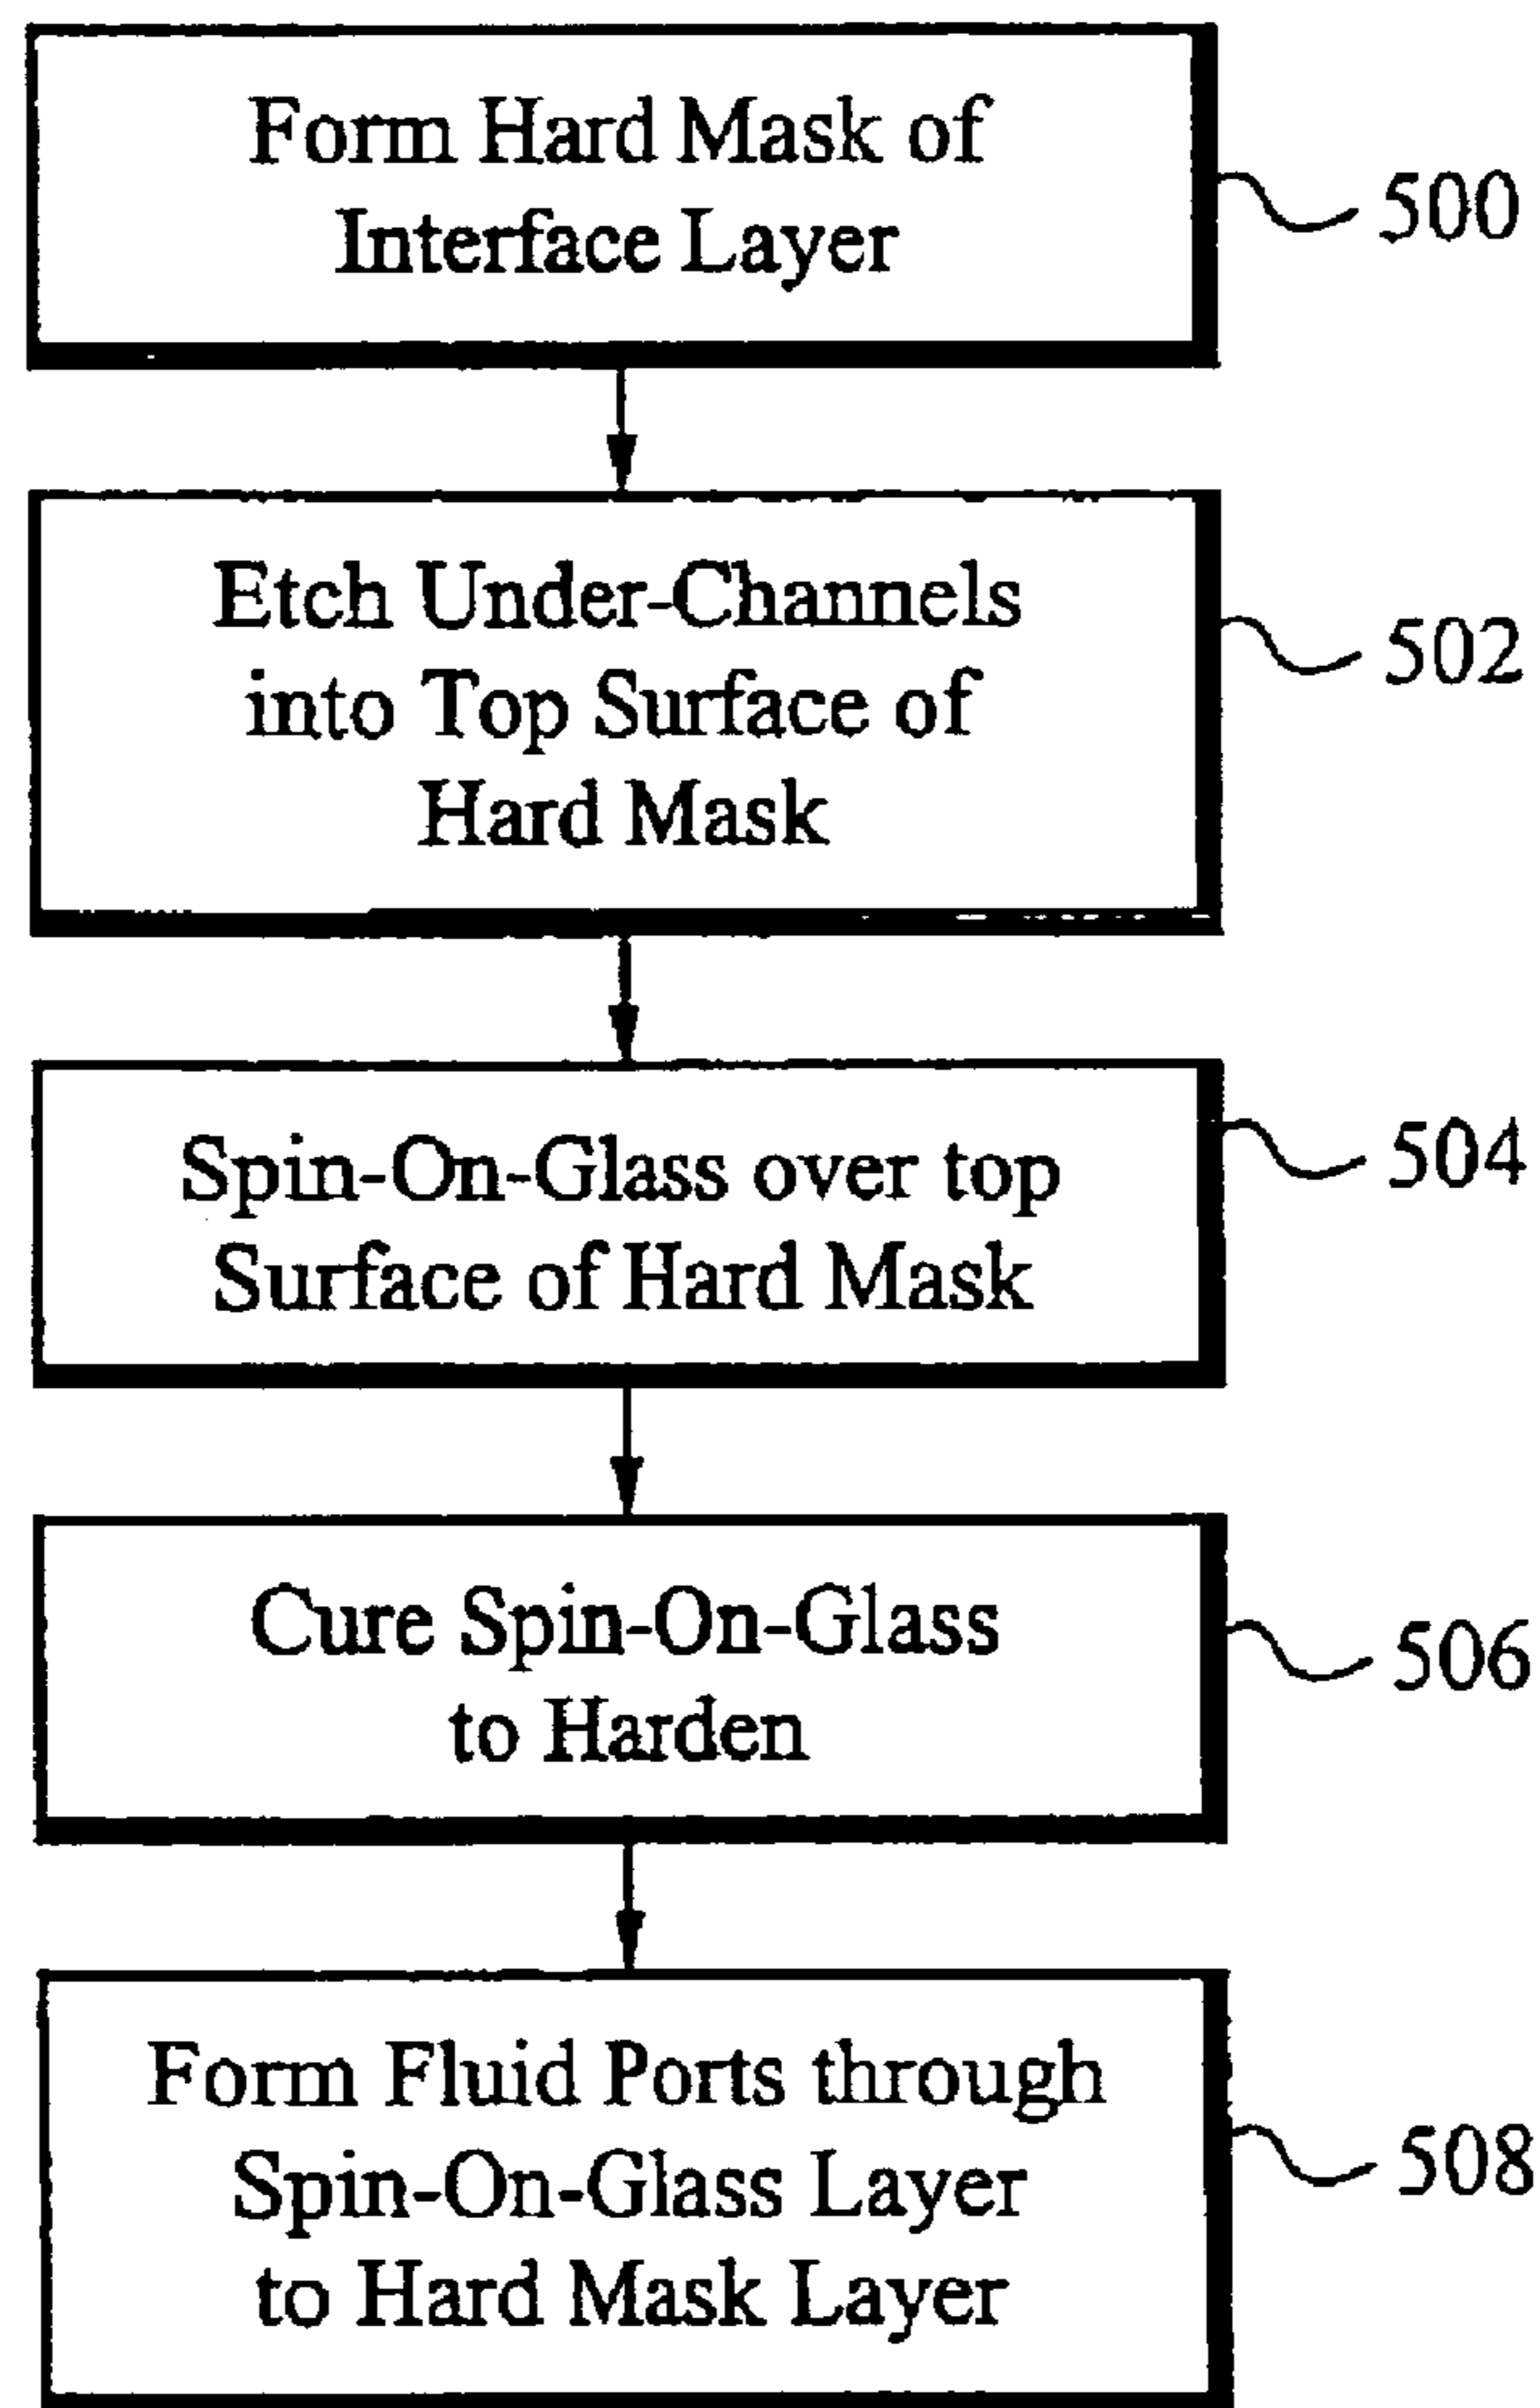 Form Hard Mask of
Interface Layer
500
Etch Under-Channels
into Top Surface of
Hard Mask
502
Spin-On-Glass over top
Surface of Hard Mask
504
Cure Spin-On-Glass
to Harden
506
Form Fluid Ports through
Spin-On-Glass Layer
to Hard Mask Layer
508